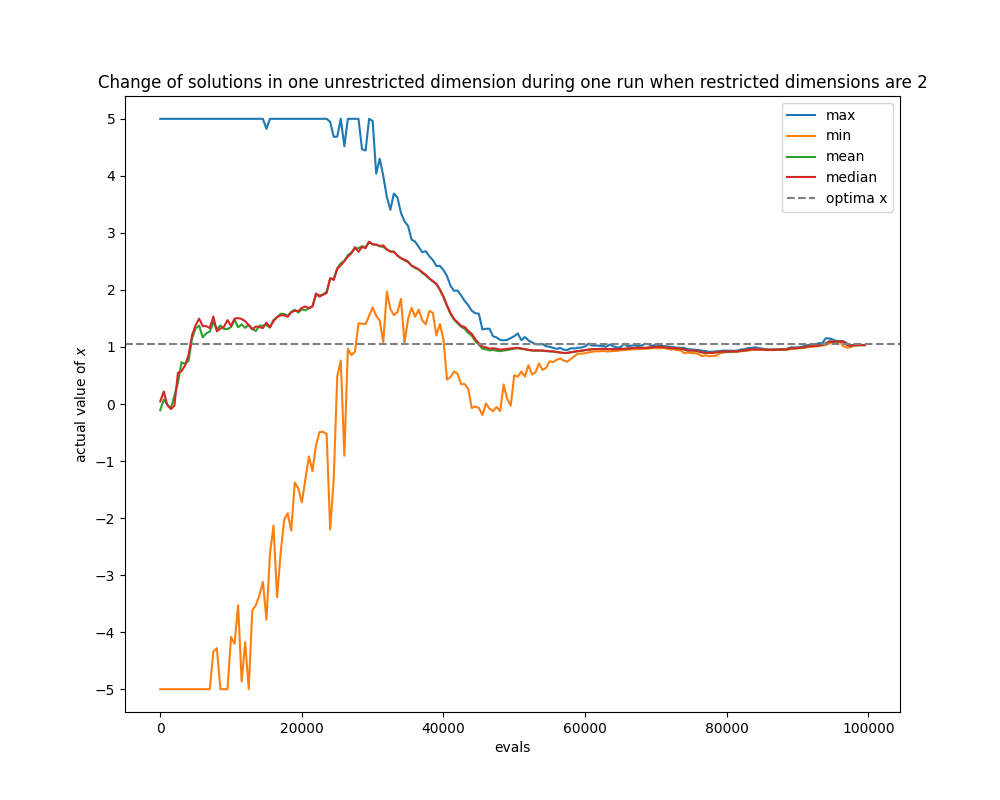 Change of solutions in one unrestricted dimension during one run when restricted dimensions are 2
max
min
mean
median
optima x
5
4
3
2
1
0
−1
−2
−3
−4
−5
actual value of x
0
20000
40000
60000
80000
100000
evals